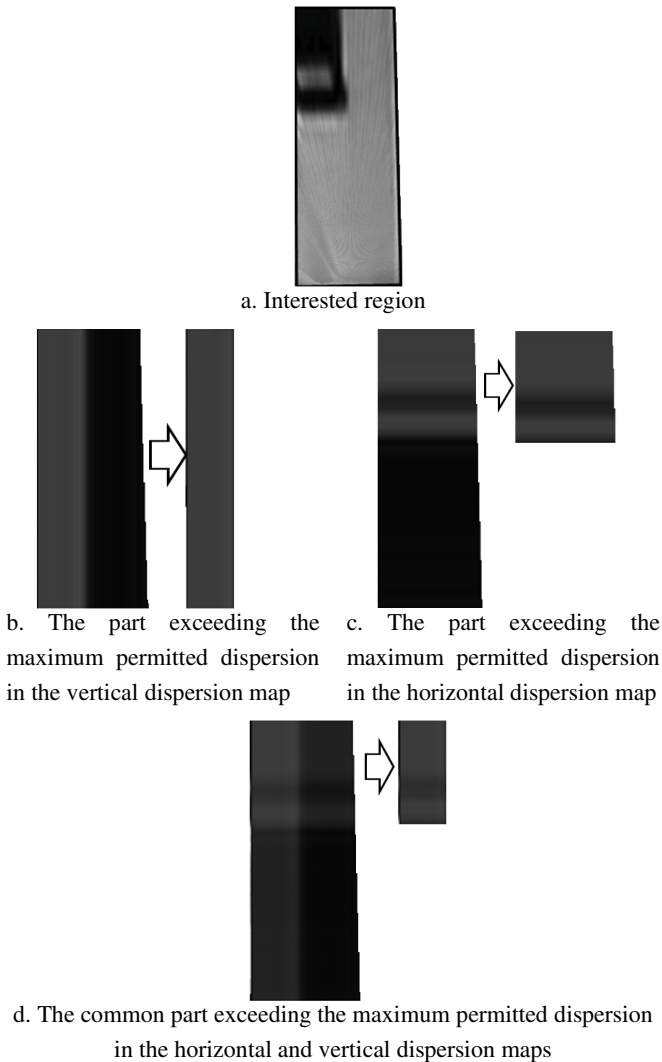 a. Interested region
b. The part exceeding the
maximum permitted dispersion
in the vertical dispersion map
c. The part exceeding the
maximum permitted dispersion
in the horizontal dispersion map
d. The common part exceeding the maximum permitted dispersion
in the horizontal and vertical dispersion maps